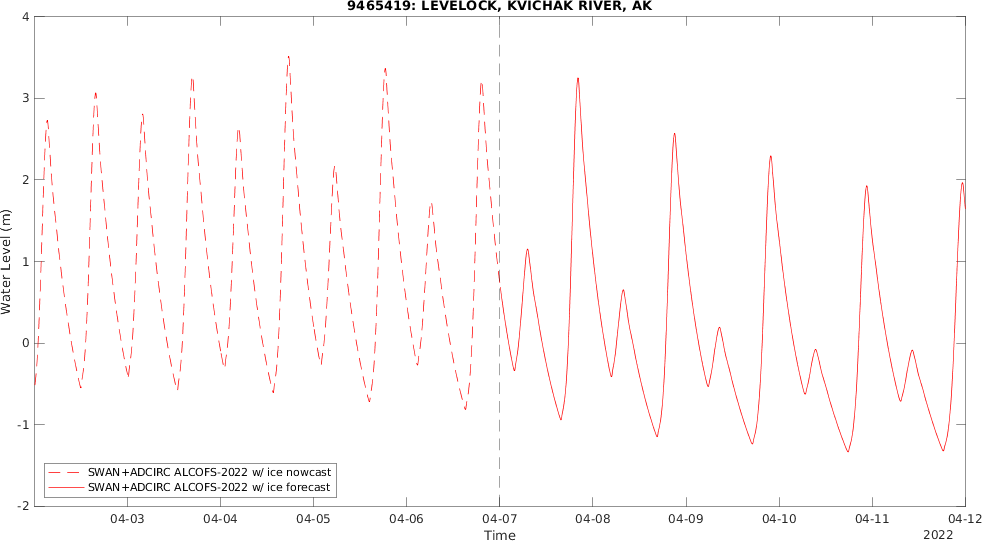 9465419: LEVELOCK, KVICHAK RIVER, AK
4
3
2
1
0
-1
-2
Water Level (m)
SWAN+ADCIRC ALCOFS-2022 w/ ice nowcast
SWAN+ADCIRC ALCOFS-2022 w/ ice forecast
04-03 04-04 04-05 04-06 04-07 04-08 04-09 04-10 04-11 04-12
Time
2022